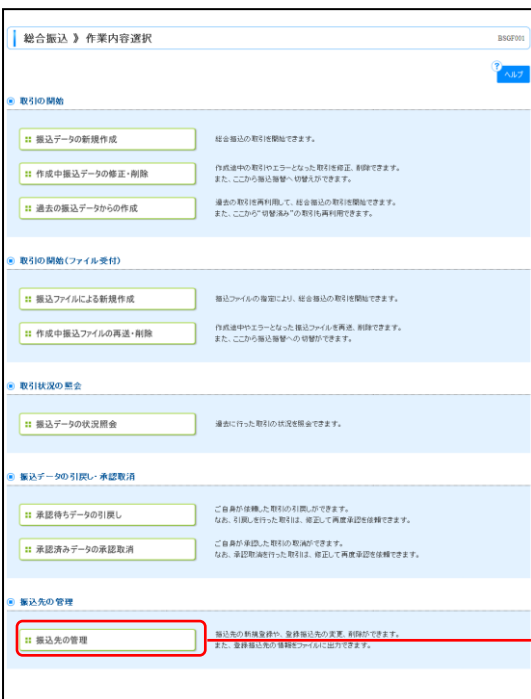 総合振込 》 作業内容選択
BSGF001
?
ヘルプ
取引の開始
振込データの新規作成
総合振込の取引を開始できます。
作成中振込データの修正・削除
作成途中の取引やエラーとなった取引を修正、削除できます。
また、ここから振込振替へ切替えができます。
過去の振込データからの作成
過去の取引を再利用して、総合振込の取引を開始できます。
また、ここから“切替済み”の取引も再利用できます。
取引の開始(ファイル受付)
振込ファイルによる新規作成
振込ファイルの指定により、総合振込の取引を開始できます。
作成中振込ファイルの再送・削除
作成途中やエラーとなった振込ファイルを再送、削除できます。
また、ここから振込振替への切替ができます。
取引状況の照会
振込データの状況照会
過去に行った取引の状況を照会できます。
振込データの引戻し・承認取消
承認待ちデータの引戻し
ご自身が依頼した取引の引戻しができます。
なお、引戻しを行った取引は、修正して再度承認を依頼できます。
承認済みデータの承認取消
ご自身が承認した取引の取消ができます。
なお、承認取消を行った取引は、修正して再度承認を依頼できます。
振込先の管理
振込先の管理
振込先の新規登録や、登録振込先の変更、削除ができます。
また、登録振込先の情報をファイルに出力できます。